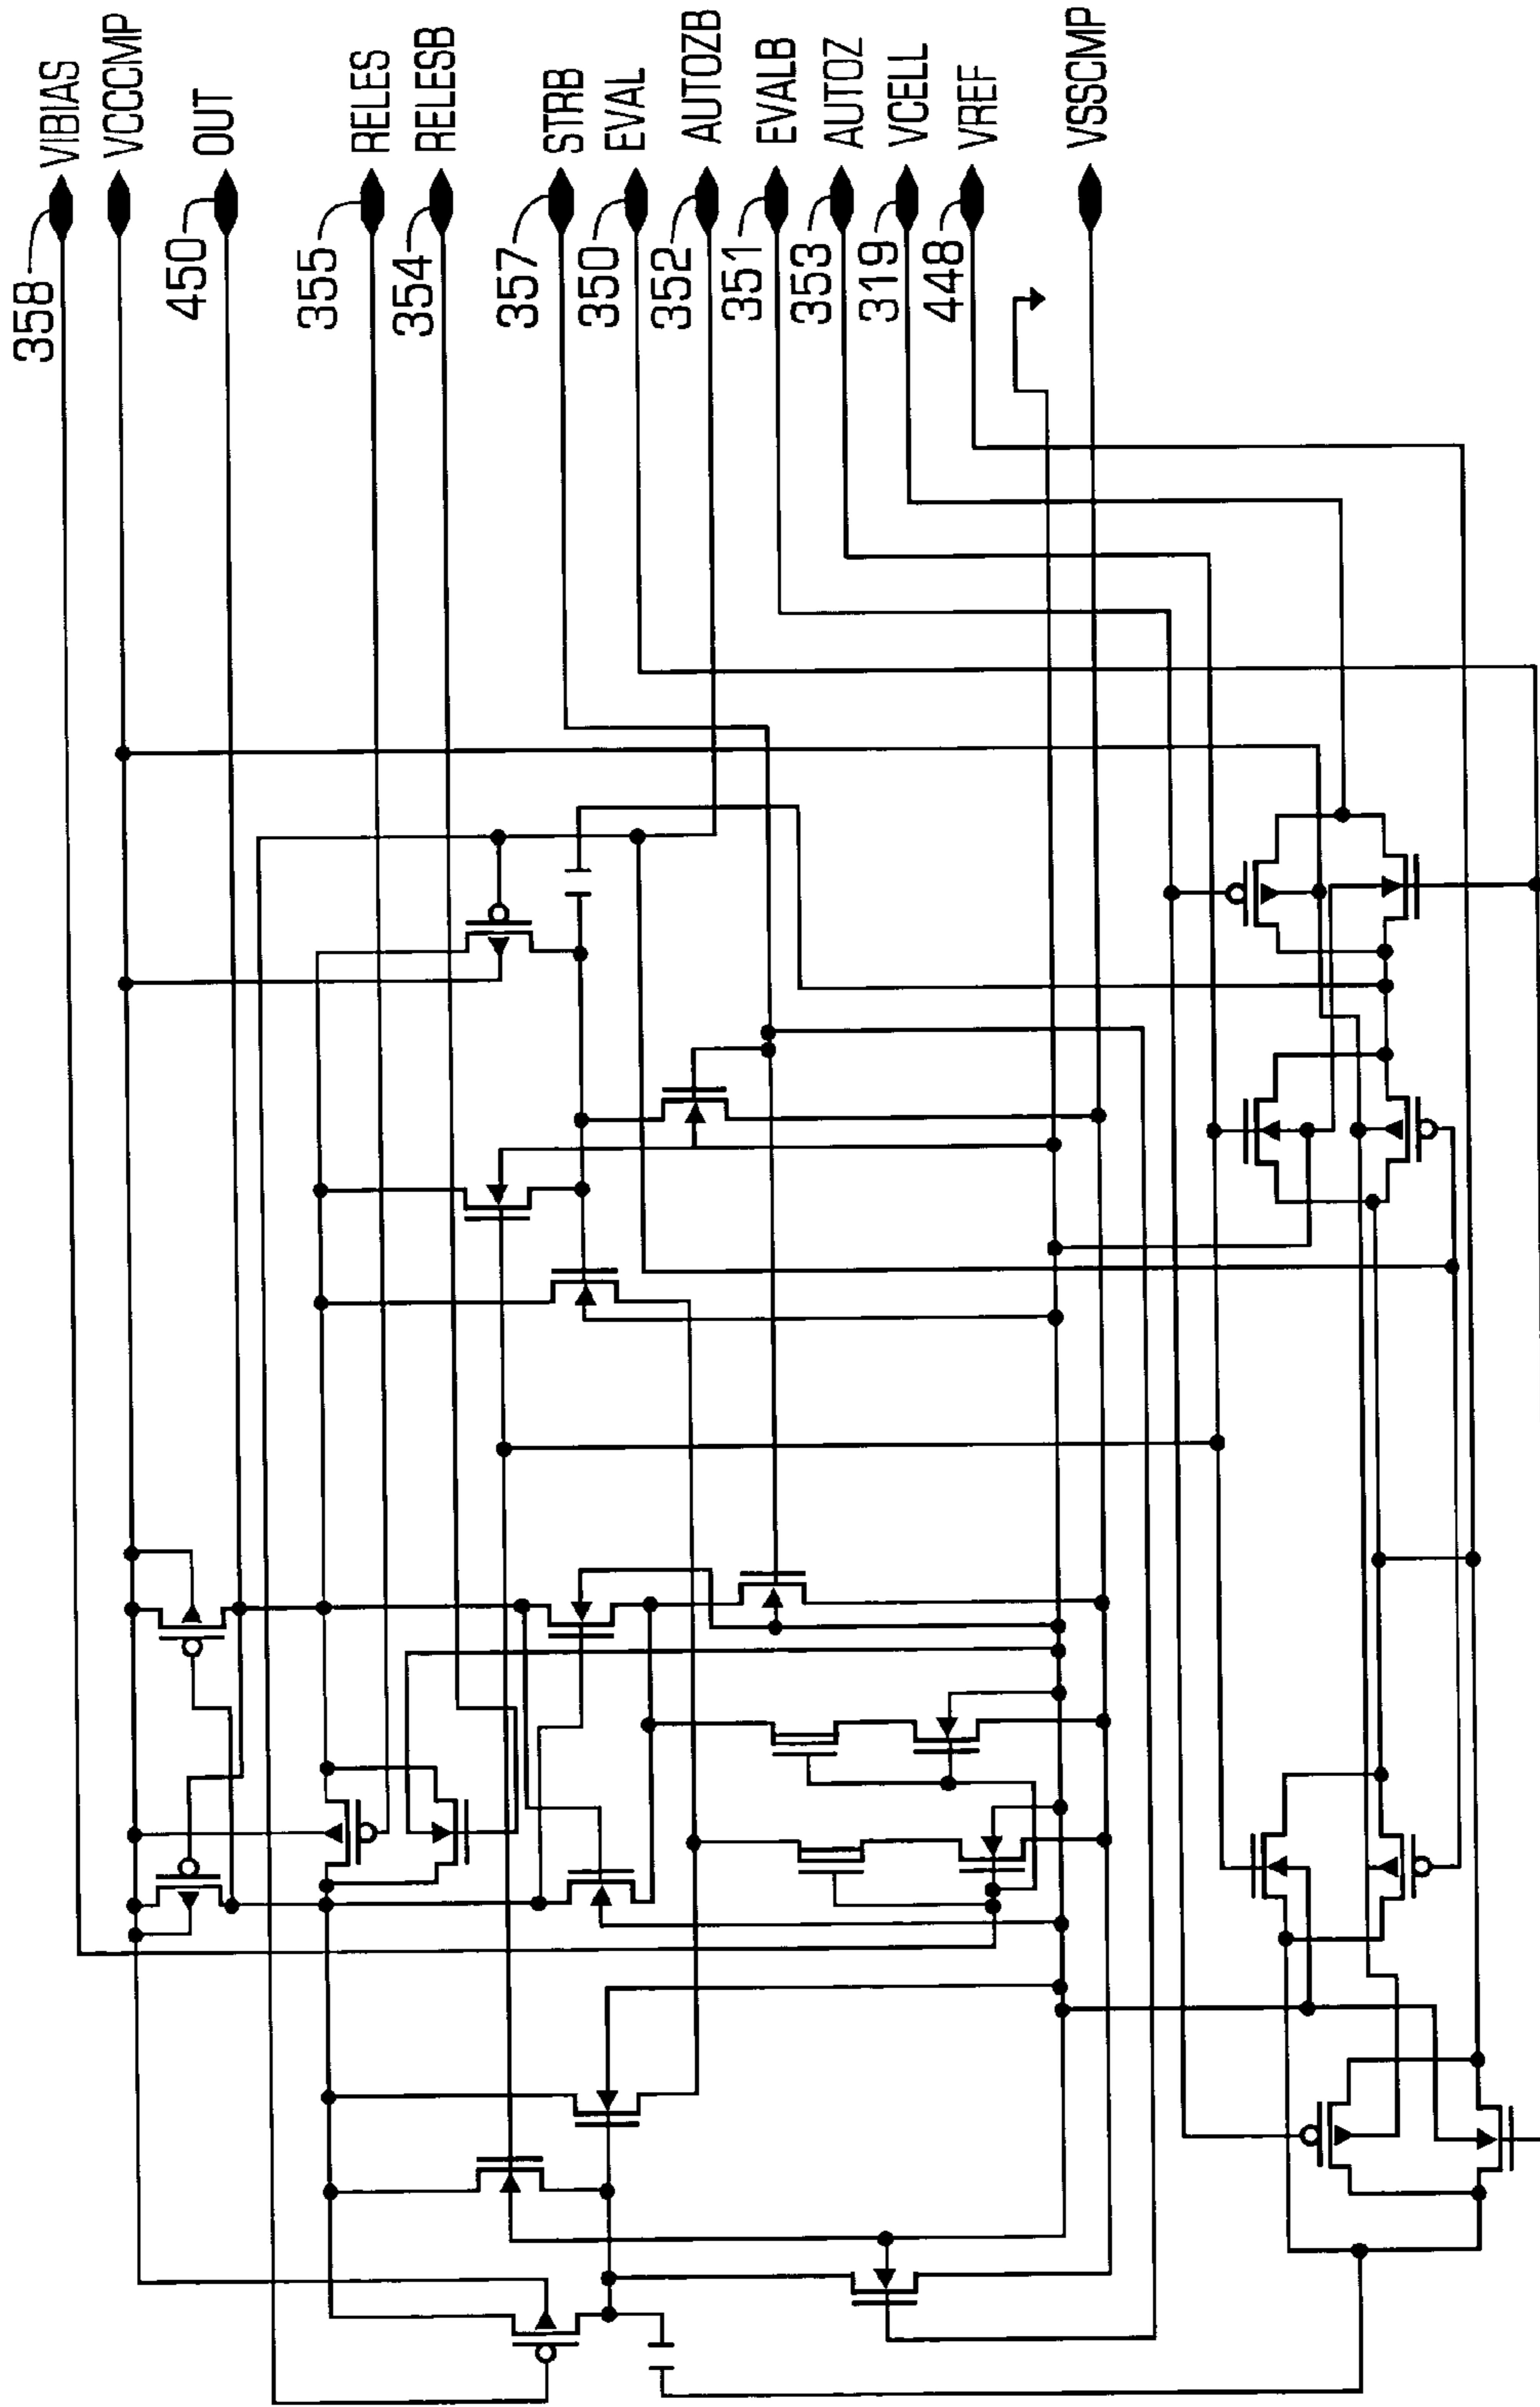 358 VIBIAS
VCCCMP
450 OUT
355 RELES
354 RELESB
357 STRB
350 EVAL
352 AUTOZB
351 EVALB
353 AUTOZ
319 VCELL
448 VREF
VSSCMP